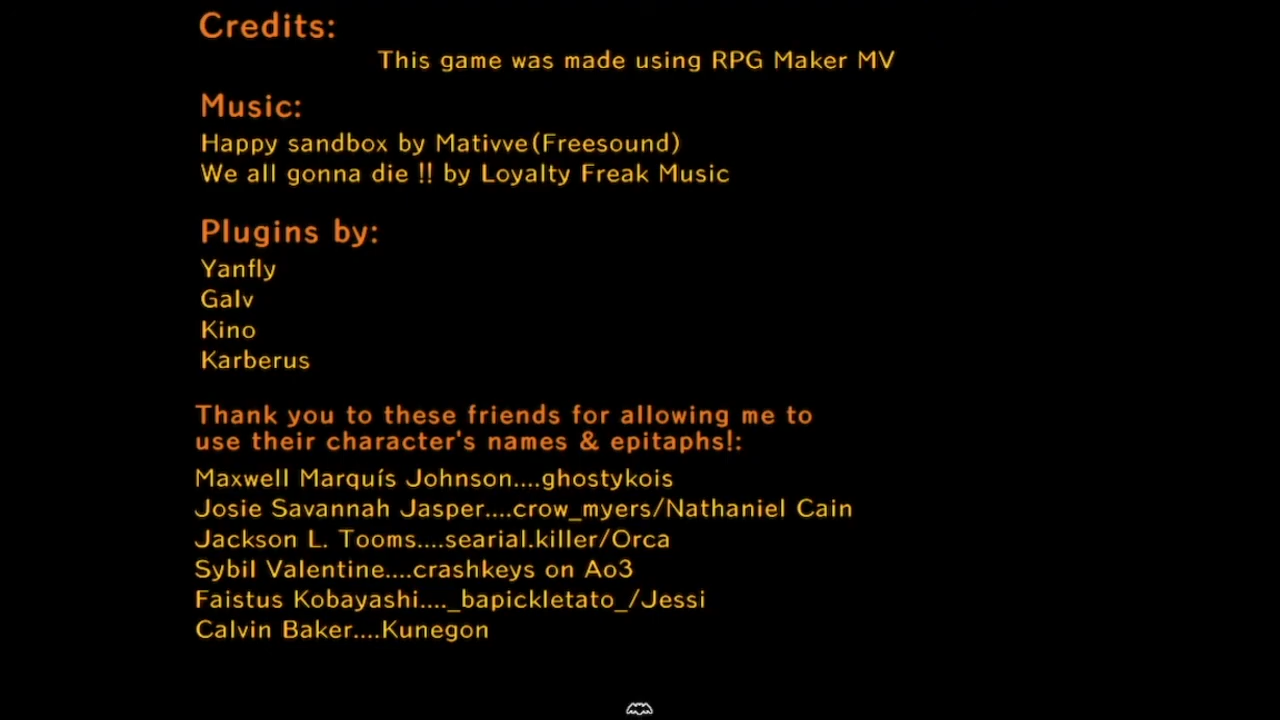 Credits:
This game was made using RPG Maker MV
Music:
Happy sandbox by Mativve(Freesound)
We all gonna die !! by Loyalty Freak Music
Plugins by:
Yanfly
Galv
Kino
Karberus
Thank you to these friends for allowing me to
use their character's names & epitaphs!:
Maxwell Marquís Johnson....ghostykois
Josie Savannah Jasper....crow_myers/Nathaniel Cain
Jackson L. Tooms....searial.killer/Orca
Sybil Valentine....crashkeys on Ao3
Faistus Kobayashi...._bapickletato_/Jessi
Calvin Baker....Kunegon